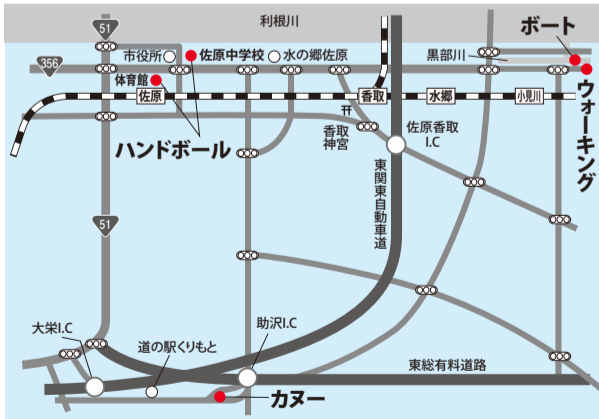 利根川
51
ボート
黒部川
市役所
佐原中学校
水の郷佐原
356
体育館
佐原
香取
水郷
小見川
ウォーキング
ハンドボール
香取
神宮
佐原香取
I.C
東関東自動車道
51
大栄I.C
道の駅くりもと
助沢I.C
東総有料道路
カヌー